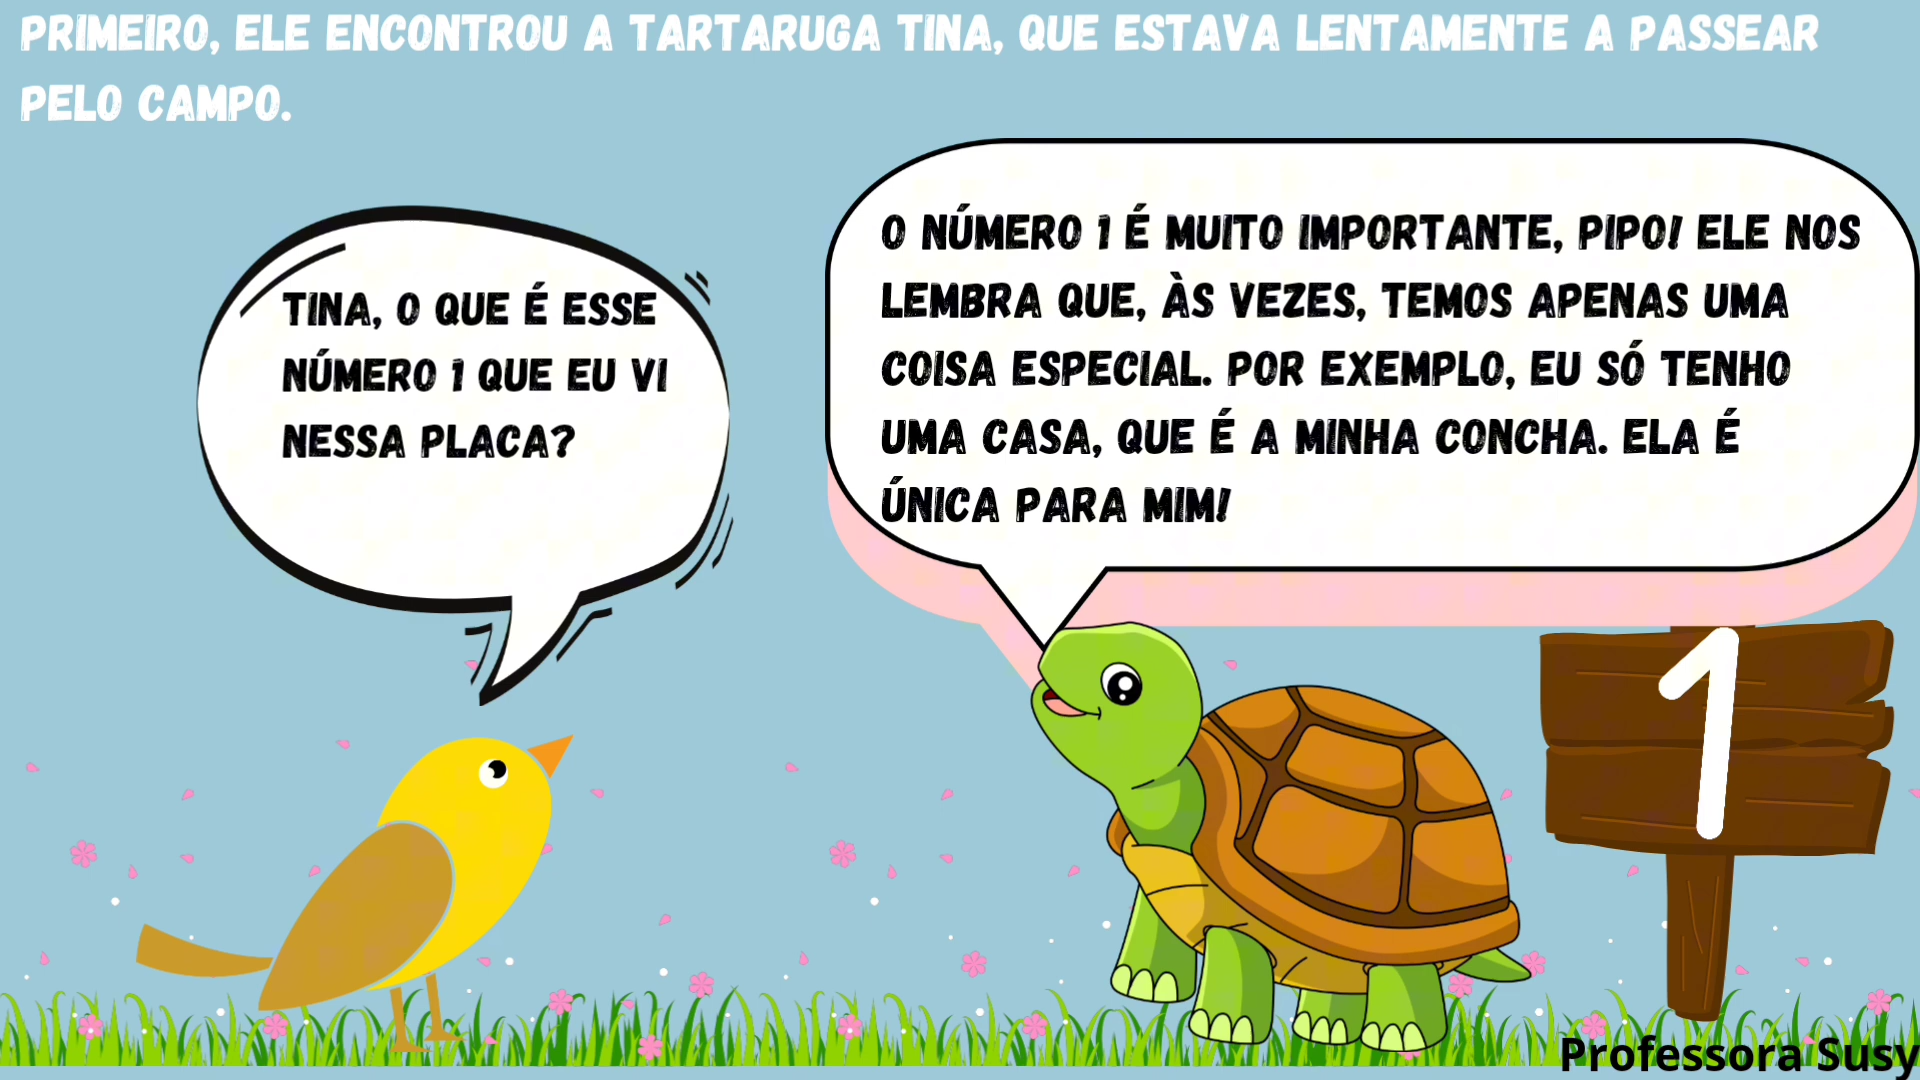 PRIMEIRO, ELE ENCONTROU A TARTARUGA TINA, QUE ESTAVA LENTAMENTE A PASSEAR
PELO CAMPO.
TINA, O QUE É ESSE
NÚMERO 1 QUE EU VI
NESSA PLACA?
O NÚMERO 1 É MUITO IMPORTANTE, PIPO! ELE NOS
LEMBRA QUE, ÀS VEZES, TEMOS APENAS UMA
COISA ESPECIAL. POR EXEMPLO, EU SÓ TENHO
UMA CASA, QUE É A MINHA CONCHA. ELA É
ÚNICA PARA MIM!
1
Professora Susy